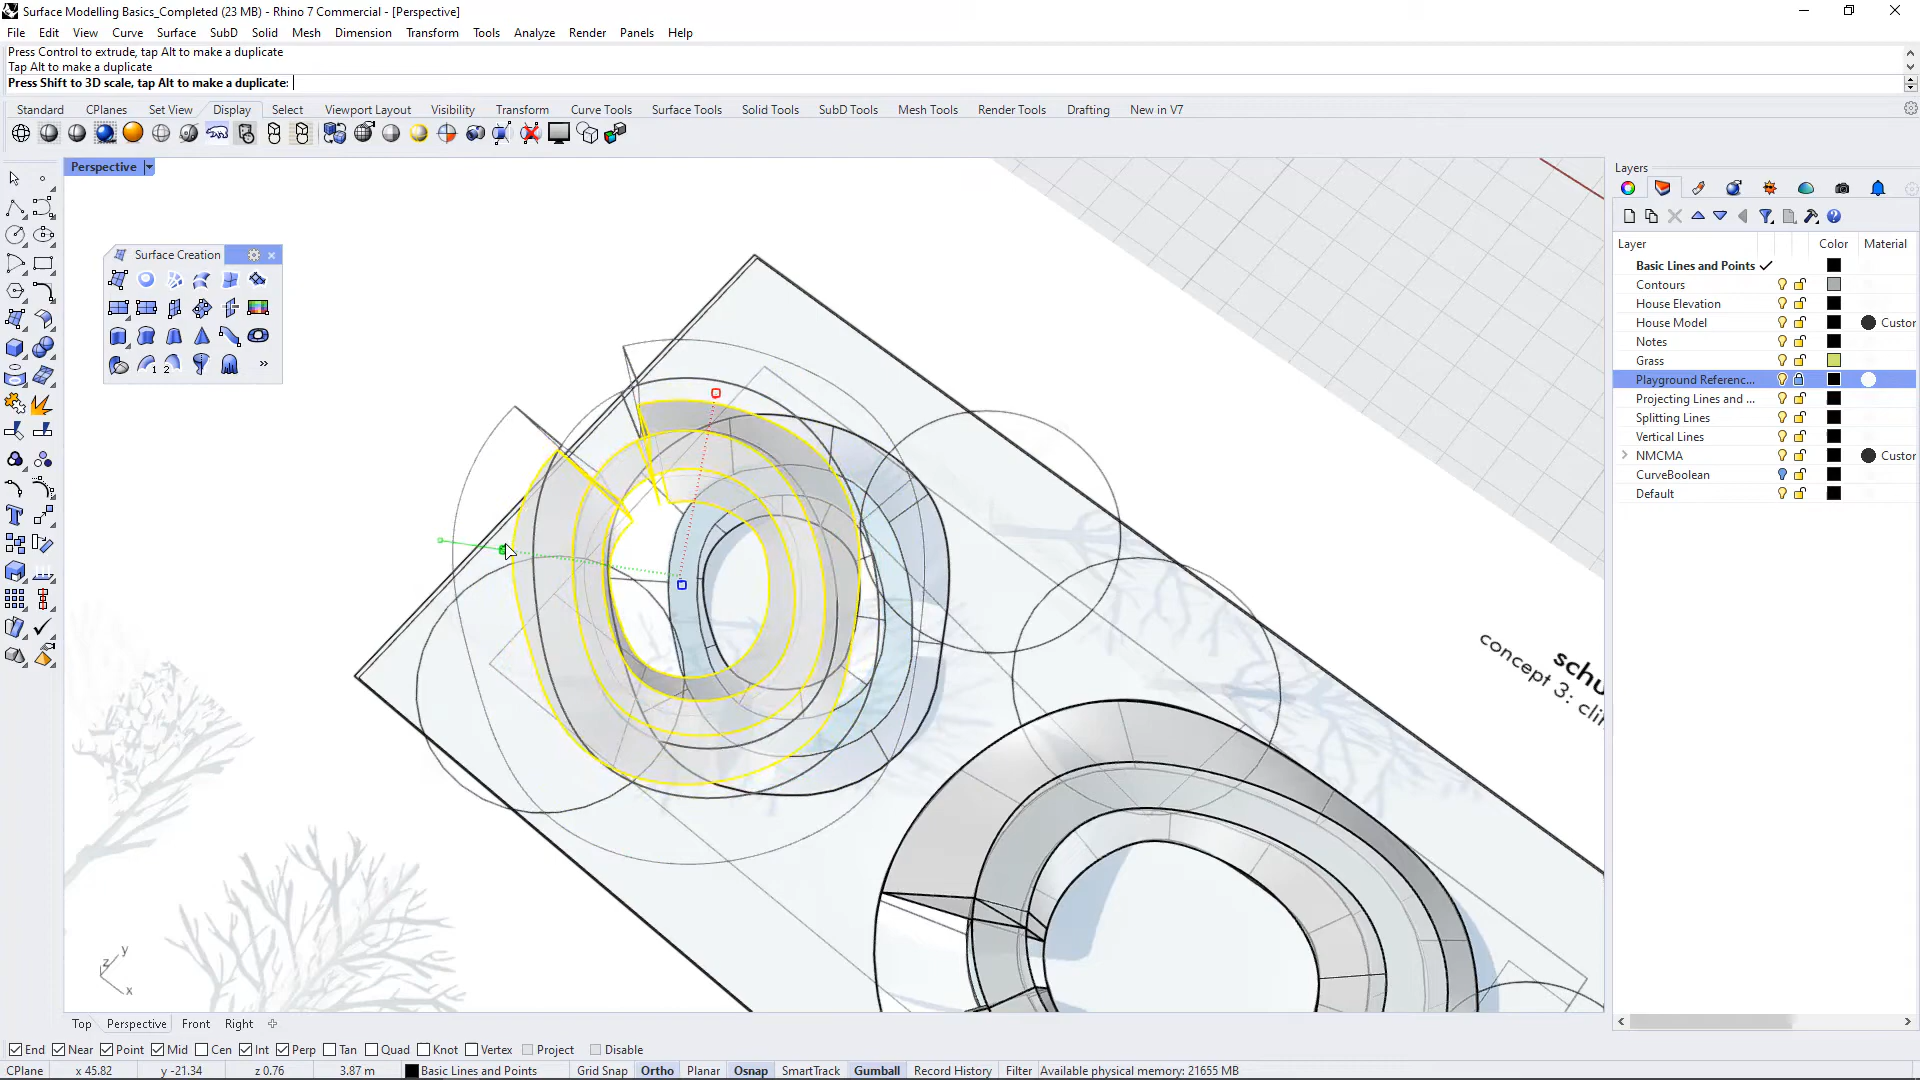 Surface Modelling Basics_Completed (23 MB) - Rhino 7 Commercial - [Perspective]
File Edit View Curve Surface SubD Solid Mesh Dimension Transform Tools Analyze Render Panels Help
Press Control to extrude, tap Alt to make a duplicate
Tap Alt to make a duplicate
Press Shift to 3D scale, tap Alt to make a duplicate:
Standard CPlanes Set View Display Select Viewport Layout Visibility Transform Curve Tools Surface Tools Solid Tools SubD Tools Mesh Tools Render Tools Drafting New in V7
Perspective
Layers
Surface Creation
1 2 »
Layer Color Material
Basic Lines and Points
Contours
House Elevation
House Model Custor
Notes
Grass
Playground Referenc...
Projecting Lines and ...
Splitting Lines
Vertical Lines
NMCMA Custor
CurveBoolean
Default
schu
concept 3: cli
z y
x
Top Perspective Front Right
End Near Point Mid Cen Int Perp Tan Quad Knot Vertex Project Disable
CPlane x 45.82 y -21.34 z 0.76 3.87 m Basic Lines and Points Grid Snap Ortho Planar Osnap SmartTrack Gumball Record History Filter Available physical memory: 21655 MB